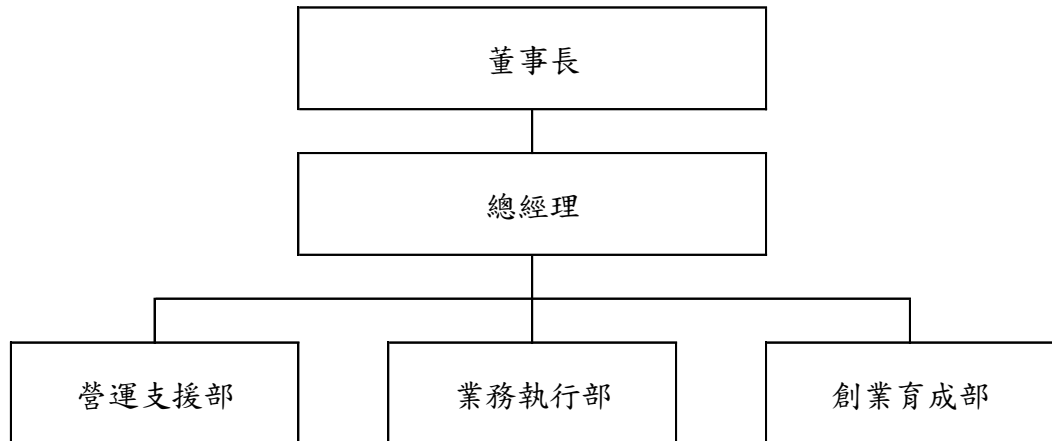 董事長
總經理
營運支援部
業務執行部
創業育成部